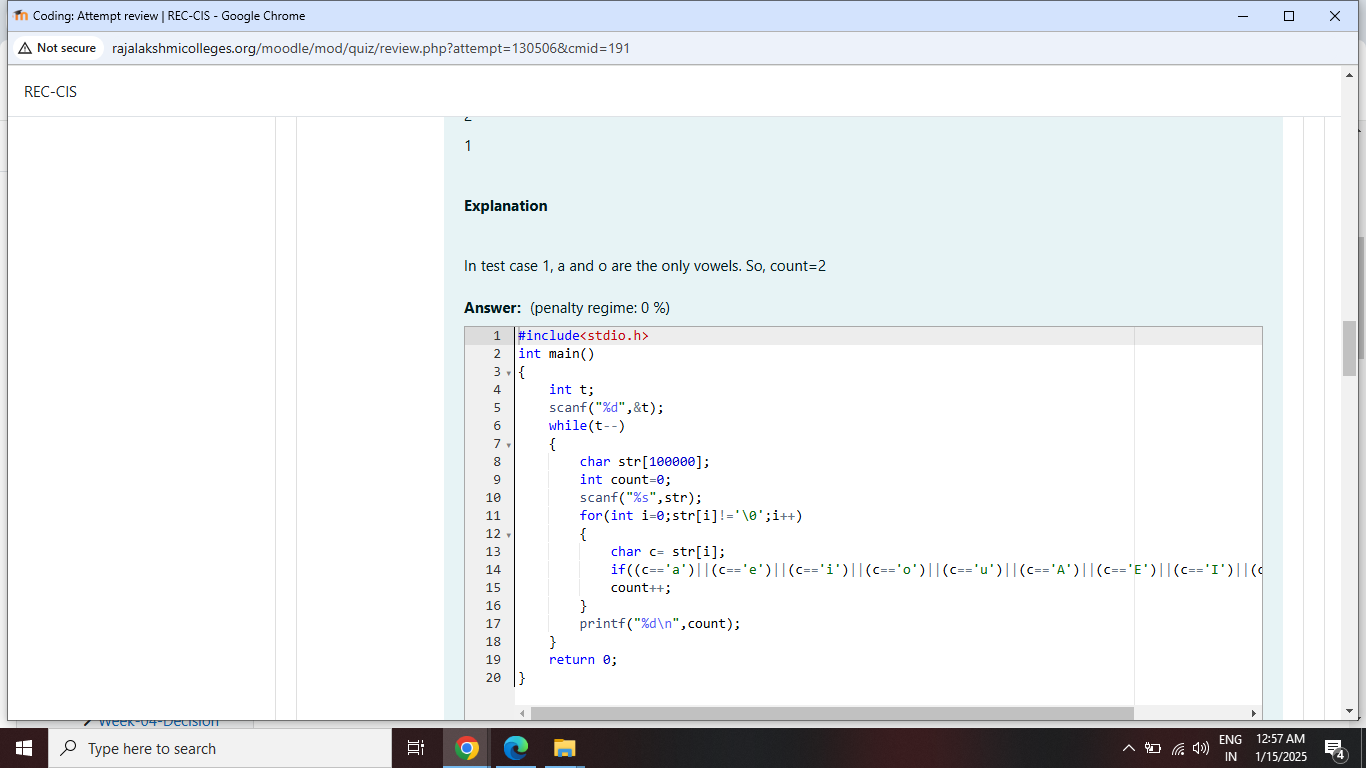 Coding: Attempt review | REC-CIS - Google Chrome
Not secure rajalakshmicolleges.org/moodle/mod/quiz/review.php?attempt=130506&cmid=191
REC-CIS
1
Explanation
In test case 1, a and o are the only vowels. So, count=2
Answer: (penalty regime: 0 %)
1 #include<stdio.h>
2 int main()
3 {
4 int t;
5 scanf("%d",&t);
6 while(t--)
7 {
8 char str[100000];
9 int count=0;
10 scanf("%s",str);
11 for(int i=0;str[i]!='\0';i++)
12 {
13 char c= str[i];
14 if((c=='a')||(c=='e')||(c=='i')||(c=='o')||(c=='u')||(c=='A')||(c=='E')||(c=='I')||(c
15 count++;
16 }
17 printf("%d\n",count);
18 }
19 return 0;
20 }
Week-04-Decision
Type here to search
ENG
IN
12:57 AM
1/15/2025
4